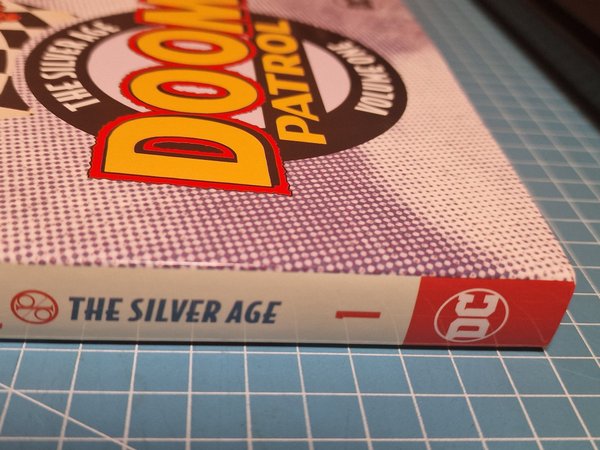 THE SILVER AGE
DOOM
PATROL
VOLUME ONE
THE SILVER AGE
1
DC